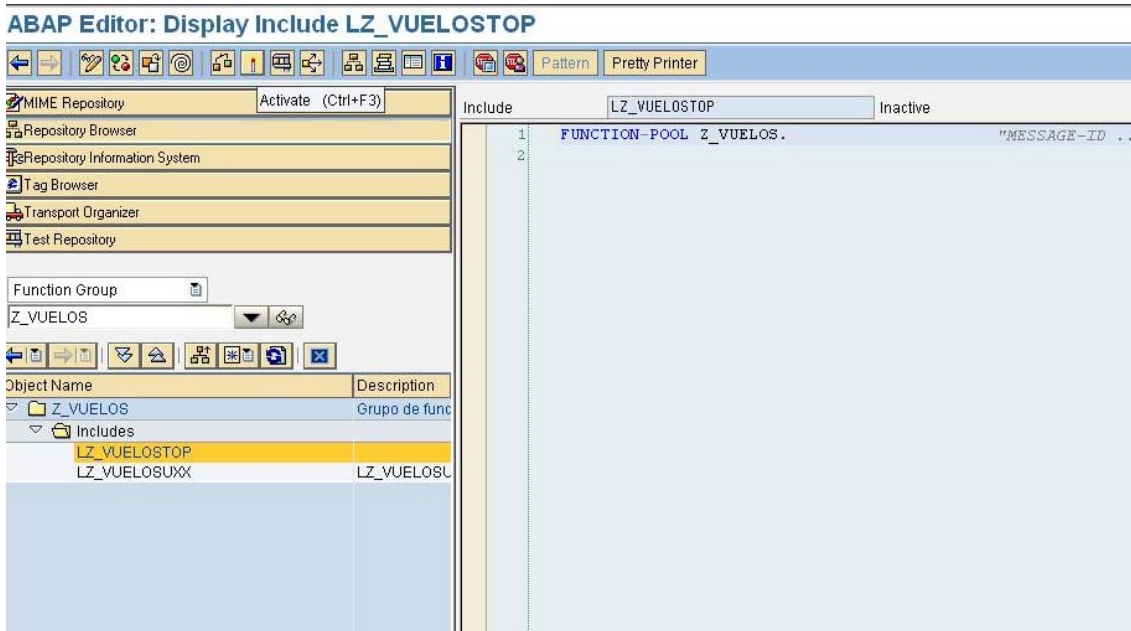 ABAP Editor: Display Include LZ_VUELOSTOP
Pattern Pretty Printer
MIME Repository
Activate (Ctrl+F3)
Repository Browser
Repository Information System
Tag Browser
Transport Organizer
Test Repository
Function Group
Z_VUELOS
Object Name Description
Z_VUELOS Grupo de func
Includes
LZ_VUELOSTOP
LZ_VUELOSUXX LZ_VUELOSU
Include LZ_VUELOSTOP Inactive
1 FUNCTION-POOL Z_VUELOS. "MESSAGE-ID ..
2